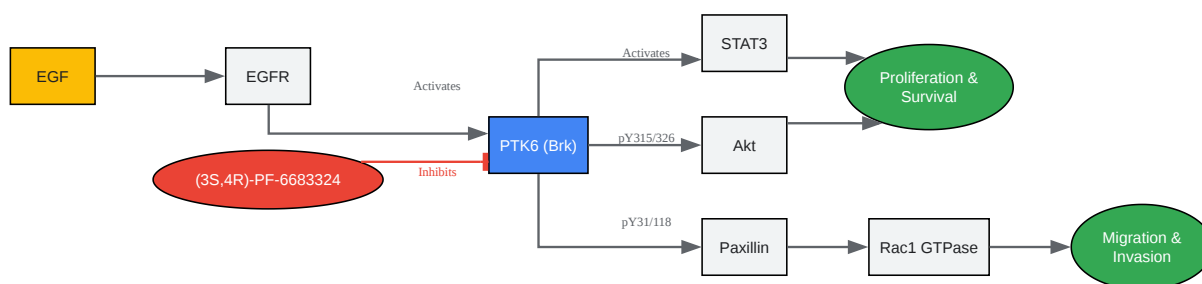 EGF
EGFR
Activates
(3S,4R)-PF-6683324
Inhibits
PTK6 (Brk)
Activates
STAT3
pY315/326
Akt
Proliferation &
Survival
pY31/118
Paxillin
Rac1 GTPase
Migration &
Invasion